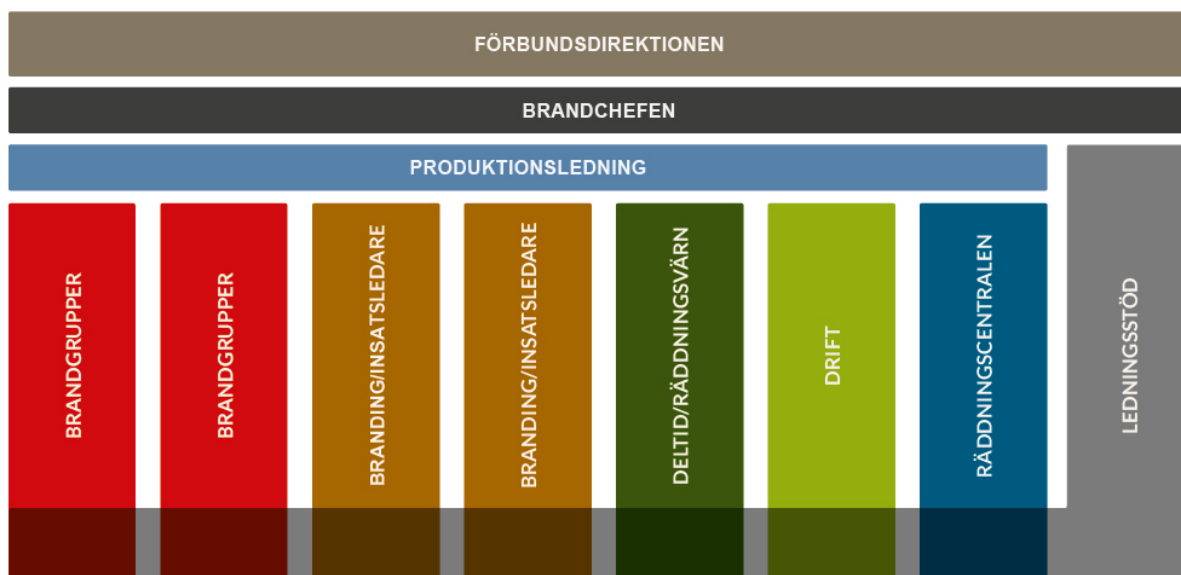 FÖRBUNDSDIREKTIONEN
BRANDCHEFEN
PRODUKTIONSLEDNING
BRANDGRUPPER
BRANDGRUPPER
BRANDING/INSATSLEDARE
BRANDING/INSATSLEDARE
DELTID/RÄDDNINGSVÄRN
DRIFT
RÄDDNINGSCENTRALEN
LEDNINGSSTÖD